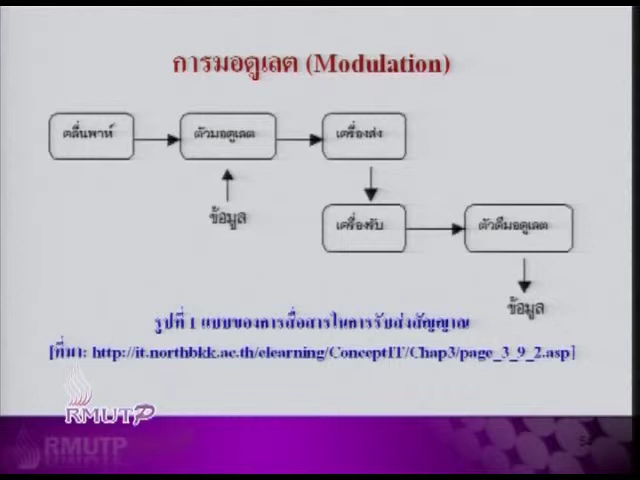 การมอดูเลต (Modulation)
คลื่นพาห์
ตัวมอดูเลต
เครื่องส่ง
ข้อมูล
เครื่องรับ
ตัวดีมอดูเลต
ข้อมูล
รูปที่ 1 แบบของการสื่อสารในการรับส่งสัญญาณ
[ที่มา: http://it.northbkk.ac.th/elearning/ConceptIT/Chap3/page_3_9_2.asp]
RMUTP
RMUTP